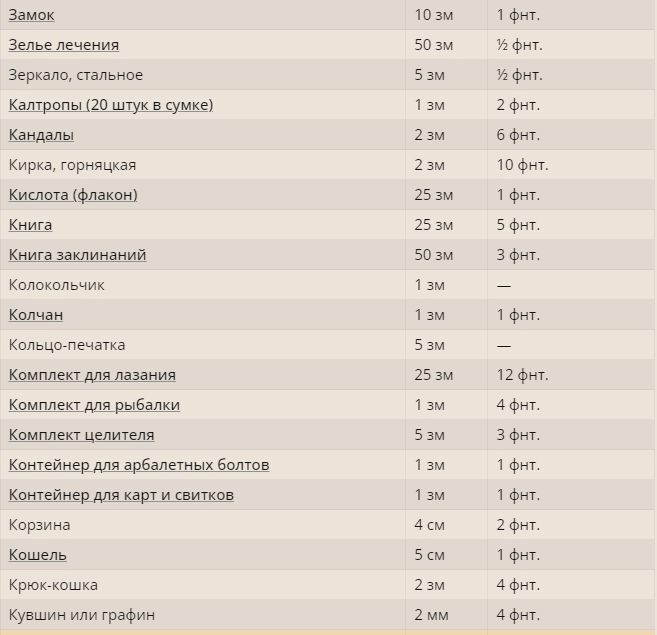 Замок 10 зм 1 фнт.
Зелье лечения 50 зм ½ фнт.
Зеркало, стальное 5 зм ½ фнт.
Калтропы (20 штук в сумке) 1 зм 2 фнт.
Кандалы 2 зм 6 фнт.
Кирка, горняцкая 2 зм 10 фнт.
Кислота (флакон) 25 зм 1 фнт.
Книга 25 зм 5 фнт.
Книга заклинаний 50 зм 3 фнт.
Колокольчик 1 зм —
Колчан 1 зм 1 фнт.
Кольцо-печатка 5 зм —
Комплект для лазания 25 зм 12 фнт.
Комплект для рыбалки 1 зм 4 фнт.
Комплект целителя 5 зм 3 фнт.
Контейнер для арбалетных болтов 1 зм 1 фнт.
Контейнер для карт и свитков 1 зм 1 фнт.
Корзина 4 см 2 фнт.
Кошель 5 см 1 фнт.
Крюк-кошка 2 зм 4 фнт.
Кувшин или графин 2 мм 4 фнт.